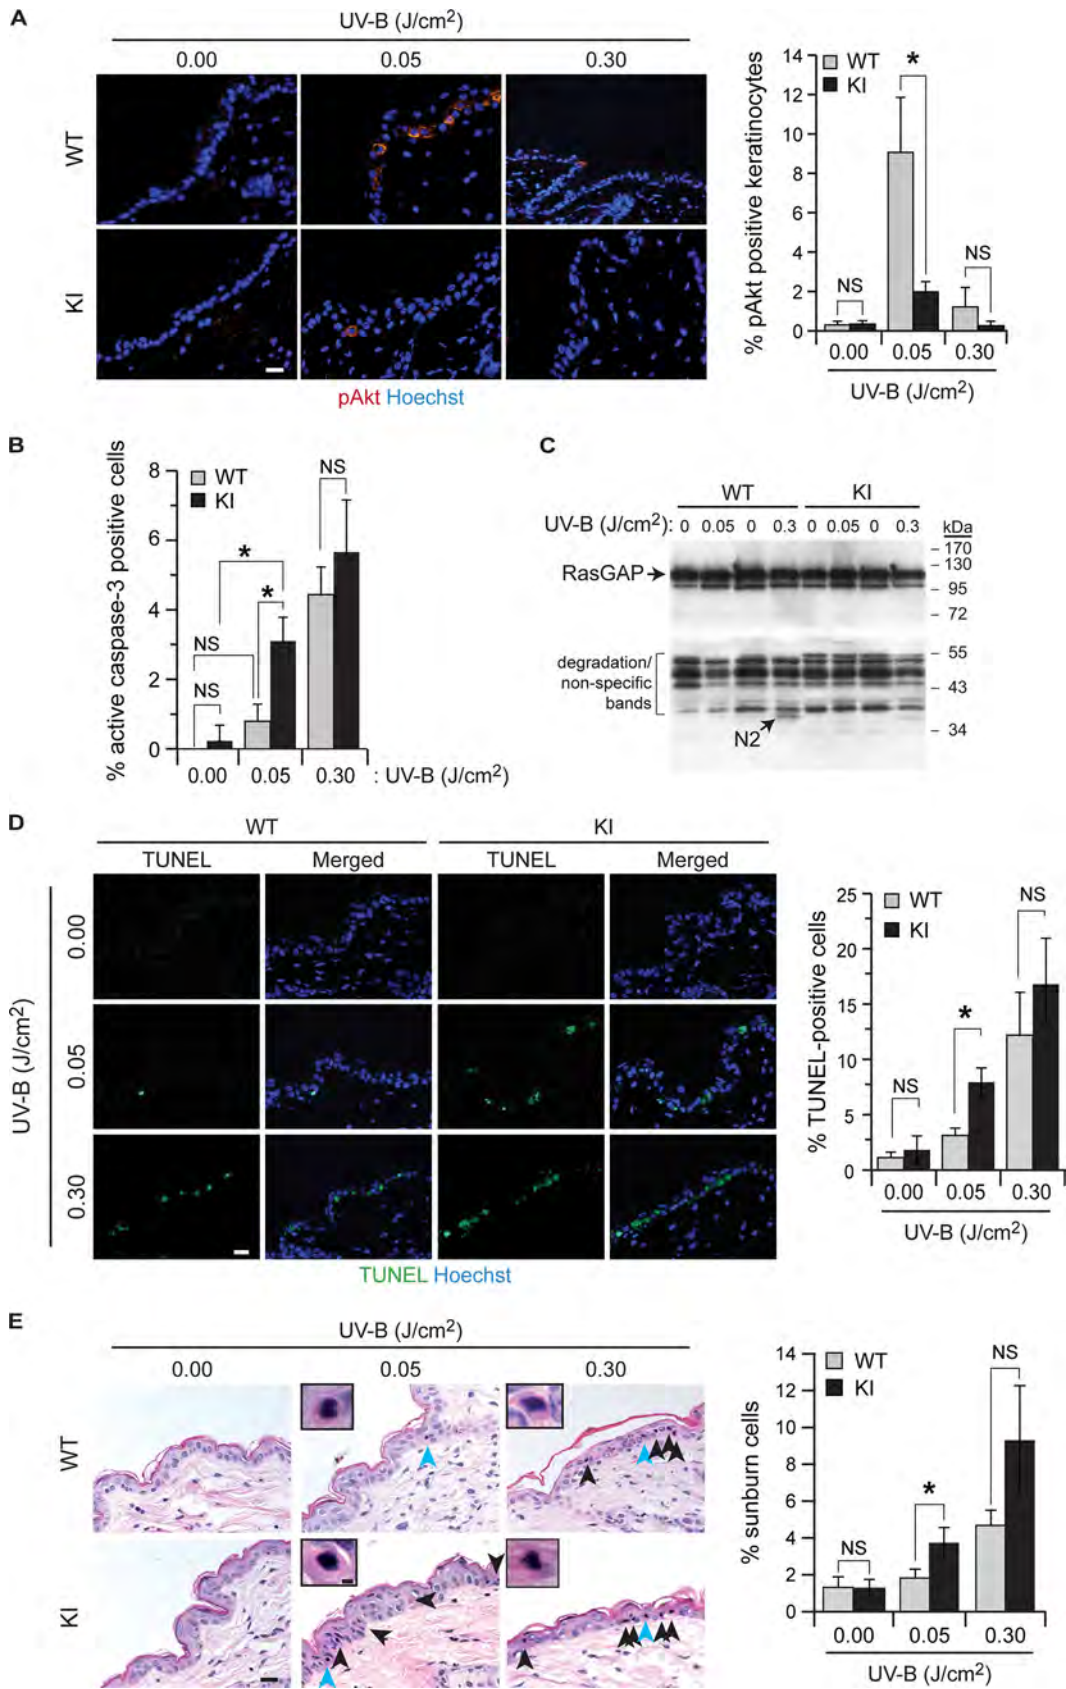 A
UV-B (J/cm2)
0.00 0.05 0.30
WT
KI
pAkt Hoechst
% pAkt positive keratinocytes
14
12
10
8
6
4
2
0
WT
KI
*
NS
NS
0.00 0.05 0.30
UV-B (J/cm2)
B
% active caspase-3 positive cells
8
6
4
2
0
WT
KI
NS
*
*
NS
NS
0.00 0.05 0.30 : UV-B (J/cm2)
C
WT KI
UV-B (J/cm2): 0 0.05 0 0.3 0 0.05 0 0.3 kDa
RasGAP
– 170
– 130
– 95
– 72
– 55
– 43
– 34
degradation/
non-specific
bands
N2
D
WT KI
TUNEL Merged TUNEL Merged
UV-B (J/cm2)
0.00
0.05
0.30
TUNEL Hoechst
% TUNEL-positive cells
25
20
15
10
5
0
WT
KI
NS
*
NS
0.00 0.05 0.30
UV-B (J/cm2)
E
UV-B (J/cm2)
0.00 0.05 0.30
WT
KI
% sunburn cells
14
12
10
8
6
4
2
0
WT
KI
NS
*
NS
0.00 0.05 0.30
UV-B (J/cm2)